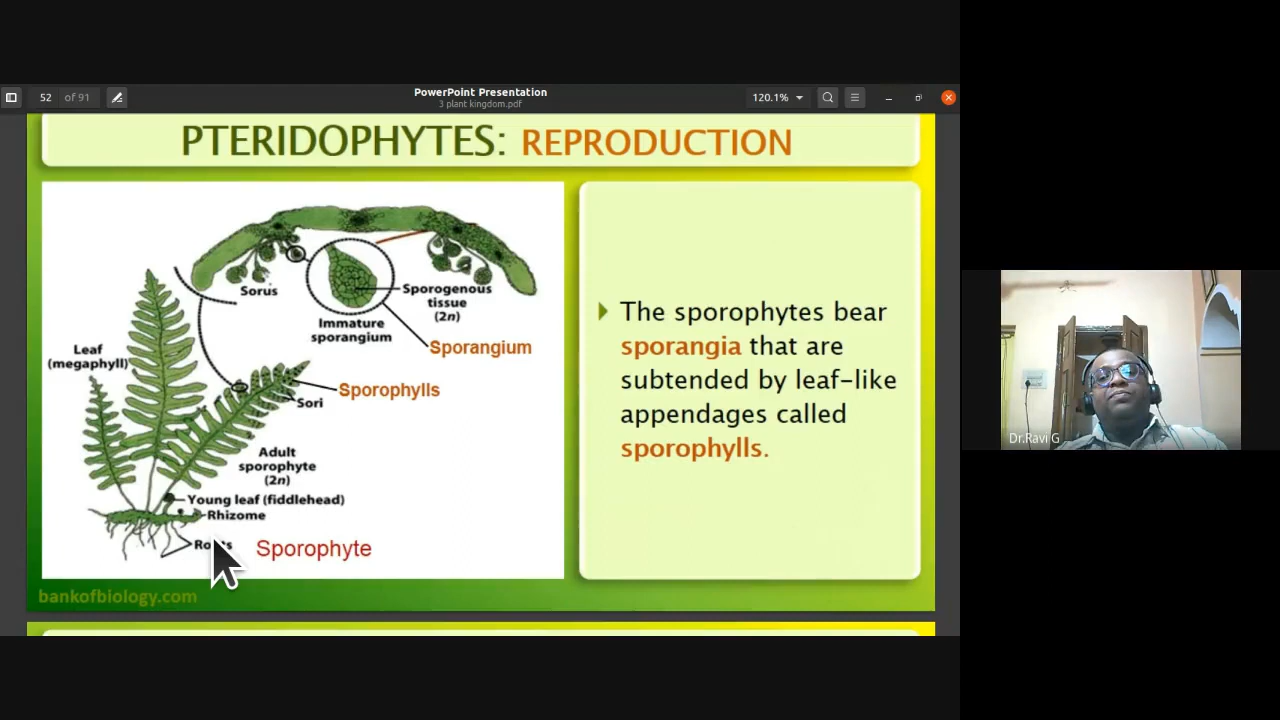 52 of 91
PowerPoint Presentation
3 plant kingdom.pdf
120.1%
PTERIDOPHYTES: REPRODUCTION
Sorus
Sporogenous
tissue
(2n)
Immature
sporangium
Sporangium
Leaf
(megaphyll)
Sporophylls
Sori
Adult
sporophyte
(2n)
Young leaf (fiddlehead)
Rhizome
Sporophyte
bankofbiology.com
The sporophytes bear
sporangia that are
subtended by leaf-like
appendages called
sporophylls.
Dr.Ravi G